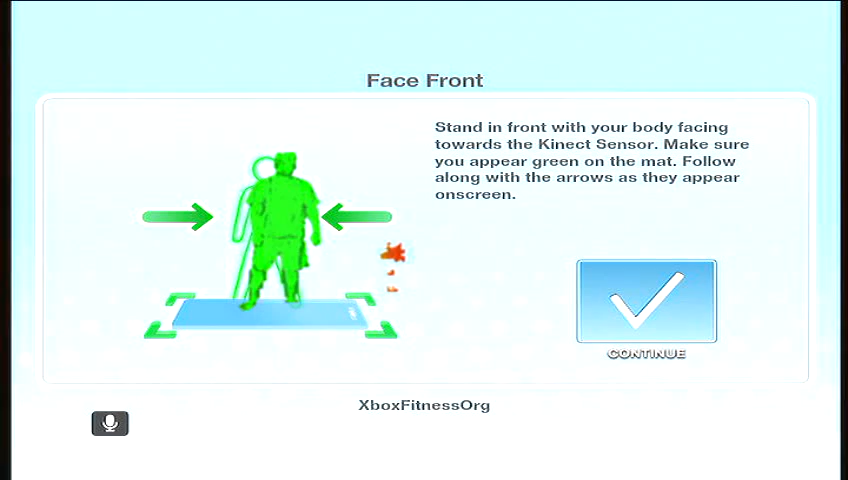 Face Front
Stand in front with your body facing
towards the Kinect Sensor. Make sure
you appear green on the mat. Follow
along with the arrows as they appear
onscreen.
CONTINUE
XboxFitnessOrg